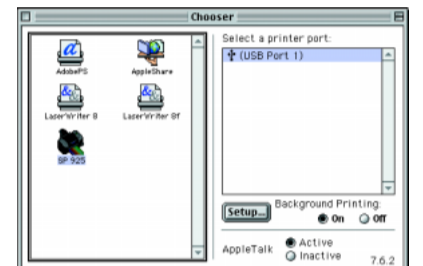 Chooser
Select a printer port:
(USB Port 1)
AdobePS
AppleShare
LaserWriter 8
LaserWriter 8f
SP 925
Setup...
Background Printing:
On Off
AppleTalk
Active
Inactive
7.6.2